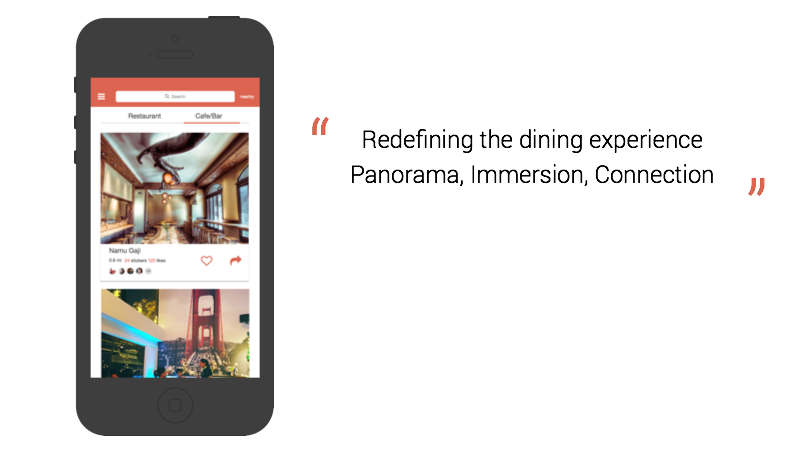 Search
nearby
Restaurant Cafe/Bar
Namu Gaji
0.6 mi 24 stickers 120 likes
“ Redefining the dining experience
Panorama, Immersion, Connection ”